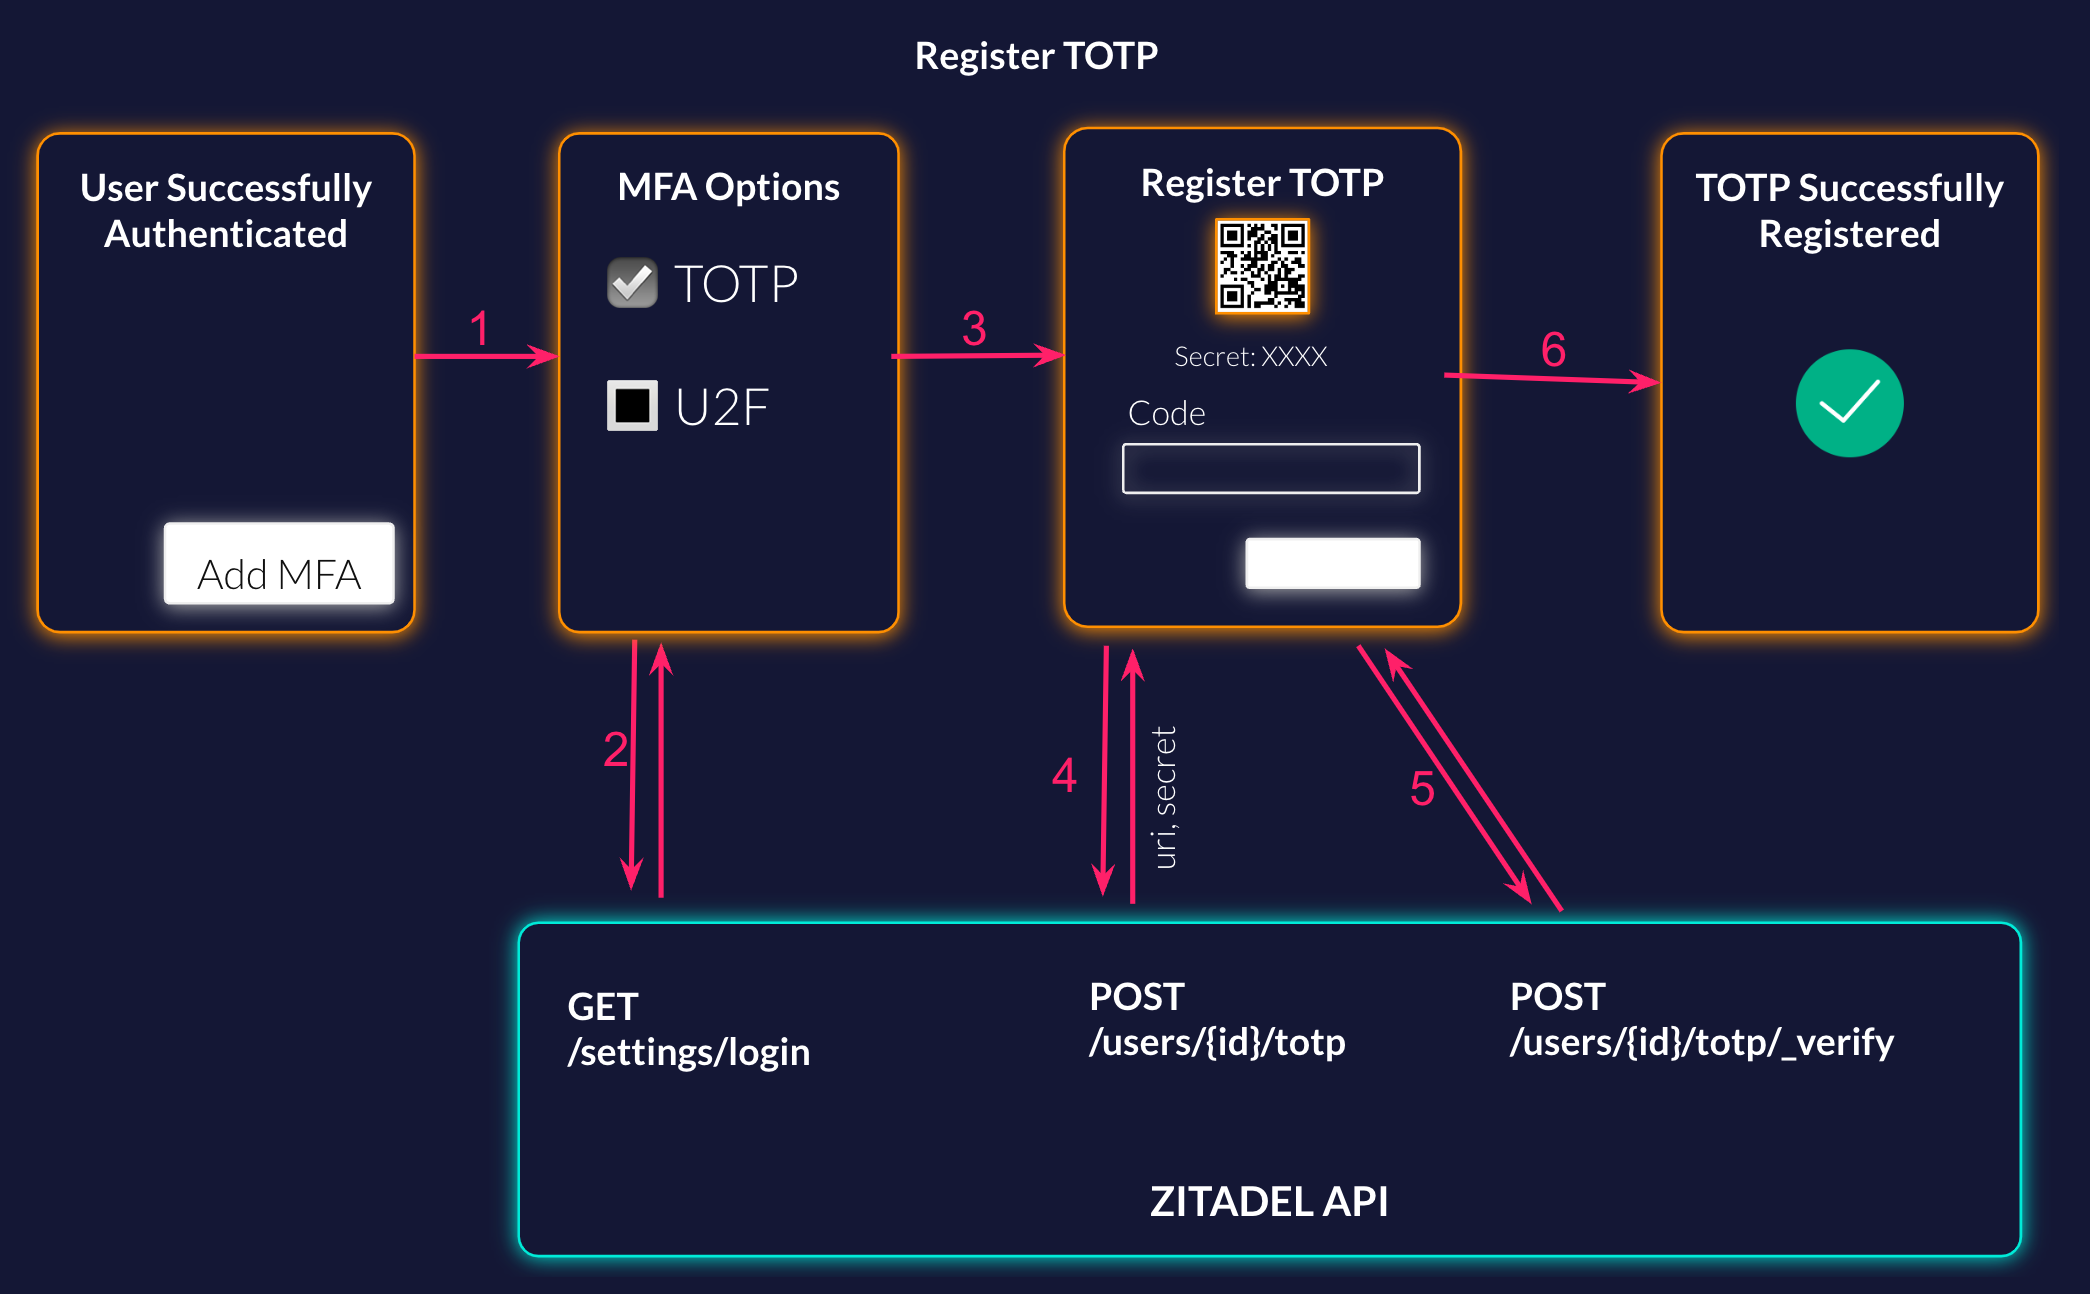 Register TOTP
User Successfully
Authenticated
Add MFA
1
MFA Options
TOTP
U2F
3
Register TOTP
Secret: XXXX
Code
6
TOTP Successfully
Registered
2
4
uri, secret
5
GET
/settings/login
POST
/users/{id}/totp
POST
/users/{id}/totp/_verify
ZITADEL API